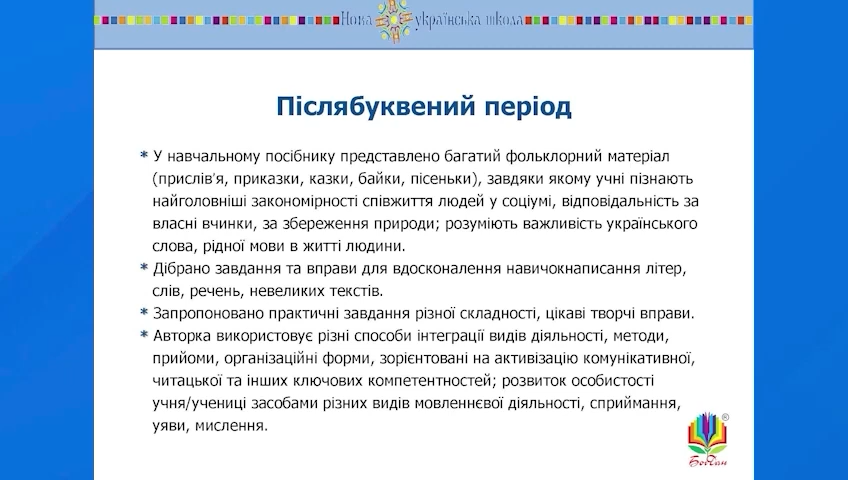 Нова українська школа
Післябуквений період
* У навчальному посібнику представлено багатий фольклорний матеріал
(прислів'я, приказки, казки, байки, пісеньки), завдяки якому учні пізнають
найголовніші закономірності співжиття людей у соціумі, відповідальність за
власні вчинки, за збереження природи; розуміють важливість українського
слова, рідної мови в житті людини.
* Дібрано завдання та вправи для вдосконалення навичокнаписання літер,
слів, речень, невеликих текстів.
* Запропоновано практичні завдання різної складності, цікаві творчі вправи.
* Авторка використовує різні способи інтеграції видів діяльності, методи,
прийоми, організаційні форми, зорієнтовані на активізацію комунікативної,
читацької та інших ключових компетентностей; розвиток особистості
учня/учениці засобами різних видів мовленнєвої діяльності, сприймання,
уяви, мислення.
®
Богдан